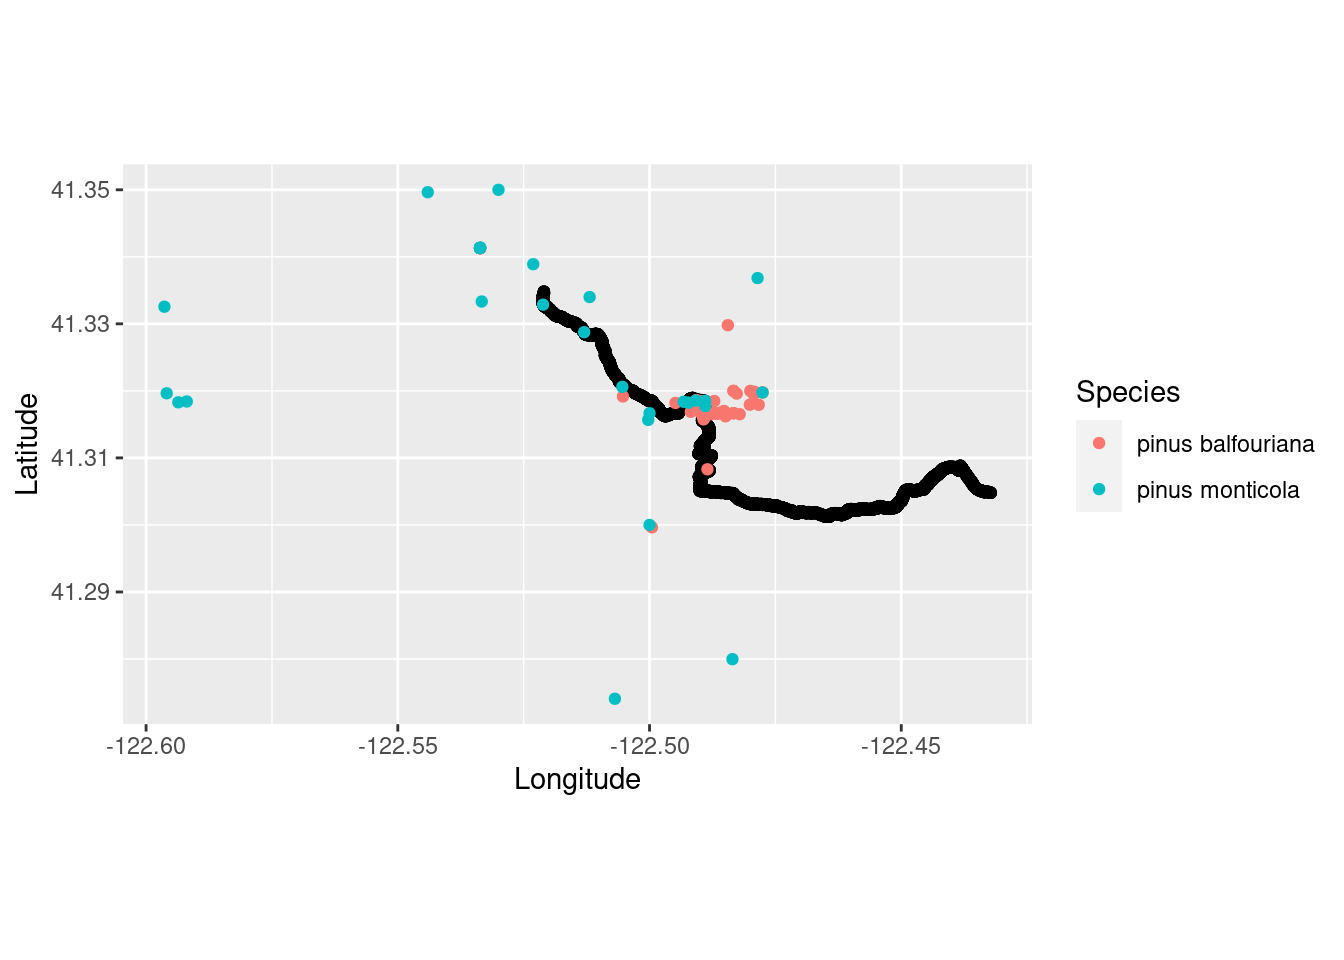 41.35
41.33
41.31
41.29
Latitude
-122.60
-122.55
-122.50
-122.45
Longitude
Species
pinus balfouriana
pinus monticola